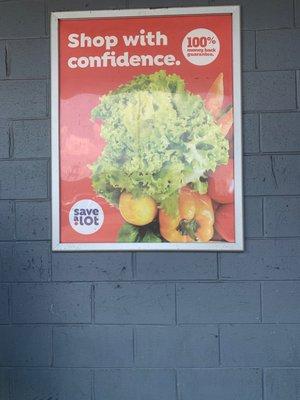 Shop with
confidence.
100%
money back
guarantee.
save
a lot